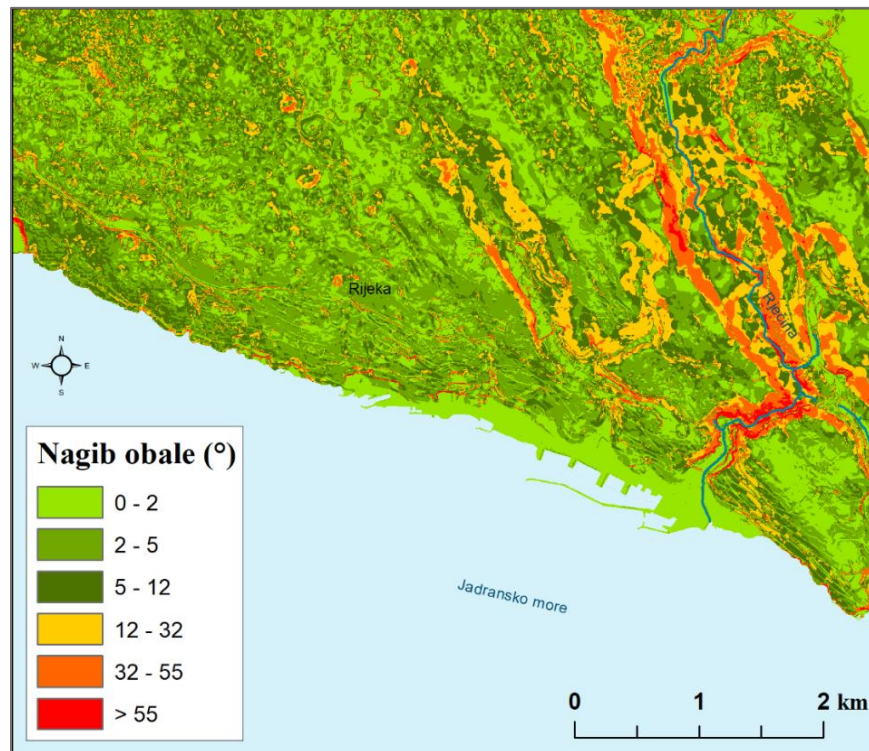 Rijeka
Rječina
N
W E
S
Nagib obale (°)
0 - 2
2 - 5
5 - 12
12 - 32
32 - 55
> 55
Jadransko more
0 1 2 km